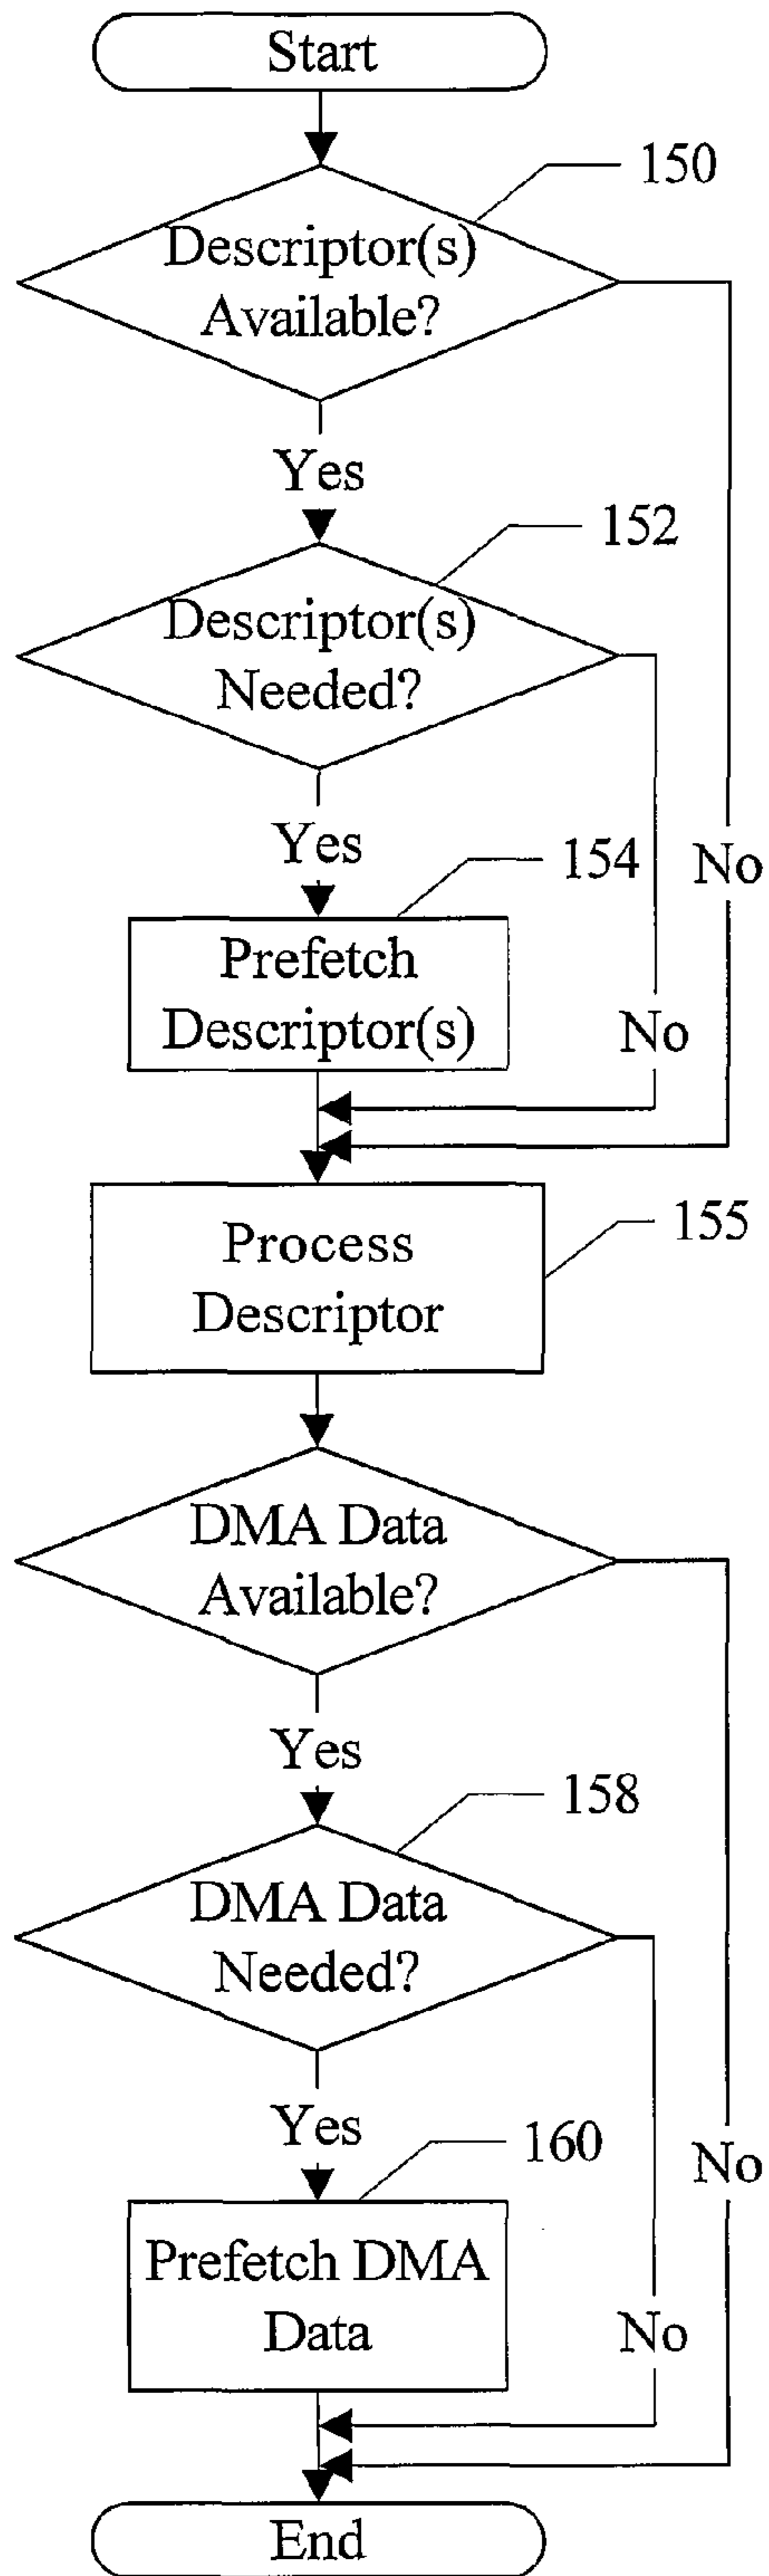 Start
150
Descriptor(s)
Available?
Yes
152
Descriptor(s)
Needed?
Yes
154
No
Prefetch
Descriptor(s)
No
155
Process
Descriptor
DMA Data
Available?
Yes
158
DMA Data
Needed?
Yes
160
No
Prefetch DMA
Data
No
End